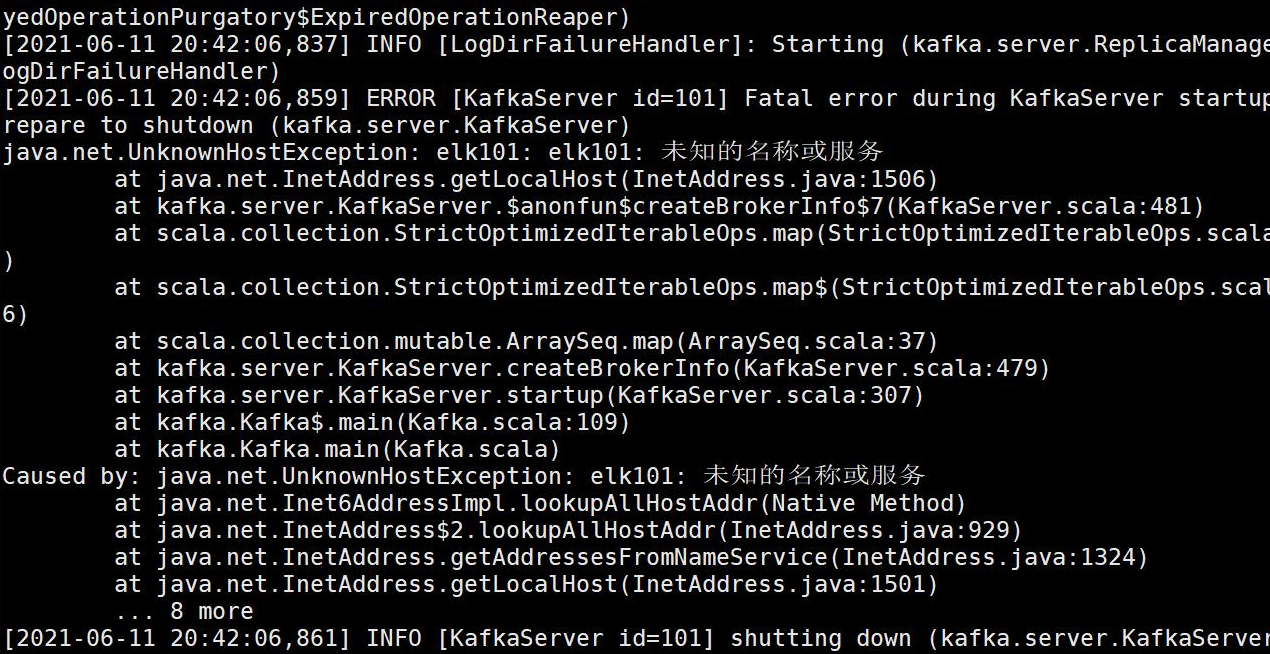 yedOperationPurgatory$ExpiredOperationReaper)
[2021-06-11 20:42:06,837] INFO [LogDirFailureHandler]: Starting (kafka.server.ReplicaManage
ogDirFailureHandler)
[2021-06-11 20:42:06,859] ERROR [KafkaServer id=101] Fatal error during KafkaServer startup
repare to shutdown (kafka.server.KafkaServer)
java.net.UnknownHostException: elk101: elk101: 未知的名称或服务
at java.net.InetAddress.getLocalHost(InetAddress.java:1506)
at kafka.server.KafkaServer.$anonfun$createBrokerInfo$7(KafkaServer.scala:481)
at scala.collection.StrictOptimizedIterableOps.map(StrictOptimizedIterableOps.scala
)
at scala.collection.StrictOptimizedIterableOps.map$(StrictOptimizedIterableOps.scal
6)
at scala.collection.mutable.ArraySeq.map(ArraySeq.scala:37)
at kafka.server.KafkaServer.createBrokerInfo(KafkaServer.scala:479)
at kafka.server.KafkaServer.startup(KafkaServer.scala:307)
at kafka.Kafka$.main(Kafka.scala:109)
at kafka.Kafka.main(Kafka.scala)
Caused by: java.net.UnknownHostException: elk101: 未知的名称或服务
at java.net.Inet6AddressImpl.lookupAllHostAddr(Native Method)
at java.net.InetAddress$2.lookupAllHostAddr(InetAddress.java:929)
at java.net.InetAddress.getAddressesFromNameService(InetAddress.java:1324)
at java.net.InetAddress.getLocalHost(InetAddress.java:1501)
... 8 more
[2021-06-11 20:42:06,861] INFO [KafkaServer id=101] shutting down (kafka.server.KafkaServer